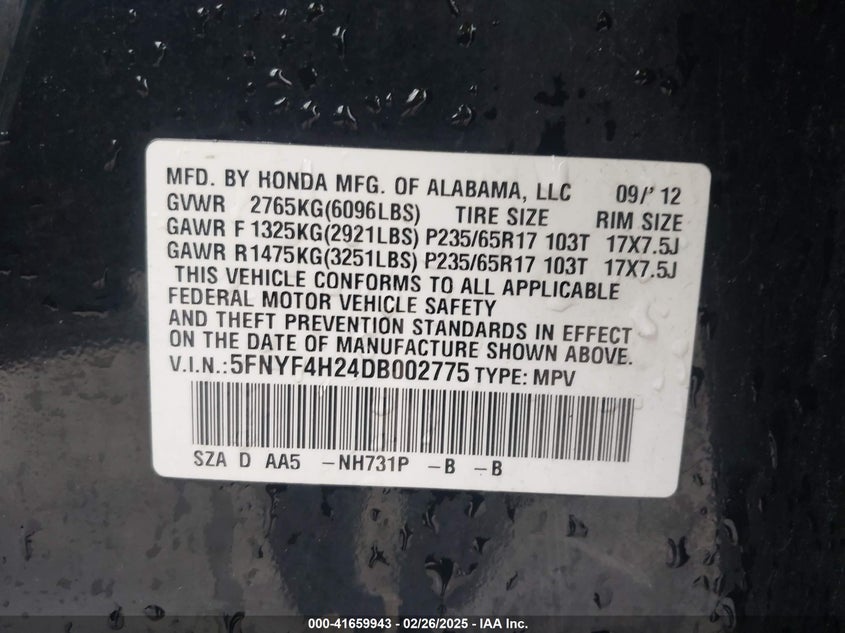 MFD. BY HONDA MFG. OF ALABAMA, LLC 09/' 12
GVWR 2765KG(6096LBS) TIRE SIZE RIM SIZE
GAWR F 1325KG(2921LBS) P235/65R17 103T 17X7.5J
GAWR R1475KG(3251LBS) P235/65R17 103T 17X7.5J
THIS VEHICLE CONFORMS TO ALL APPLICABLE
FEDERAL MOTOR VEHICLE SAFETY
AND THEFT PREVENTION STANDARDS IN EFFECT
ON THE DATE OF MANUFACTURE SHOWN ABOVE.
V.I.N.:5FNYF4H24DB002775 TYPE: MPV
SZA D AA5 -NH731P -B -B
000-41659943 - 02/26/2025 - IAA Inc.